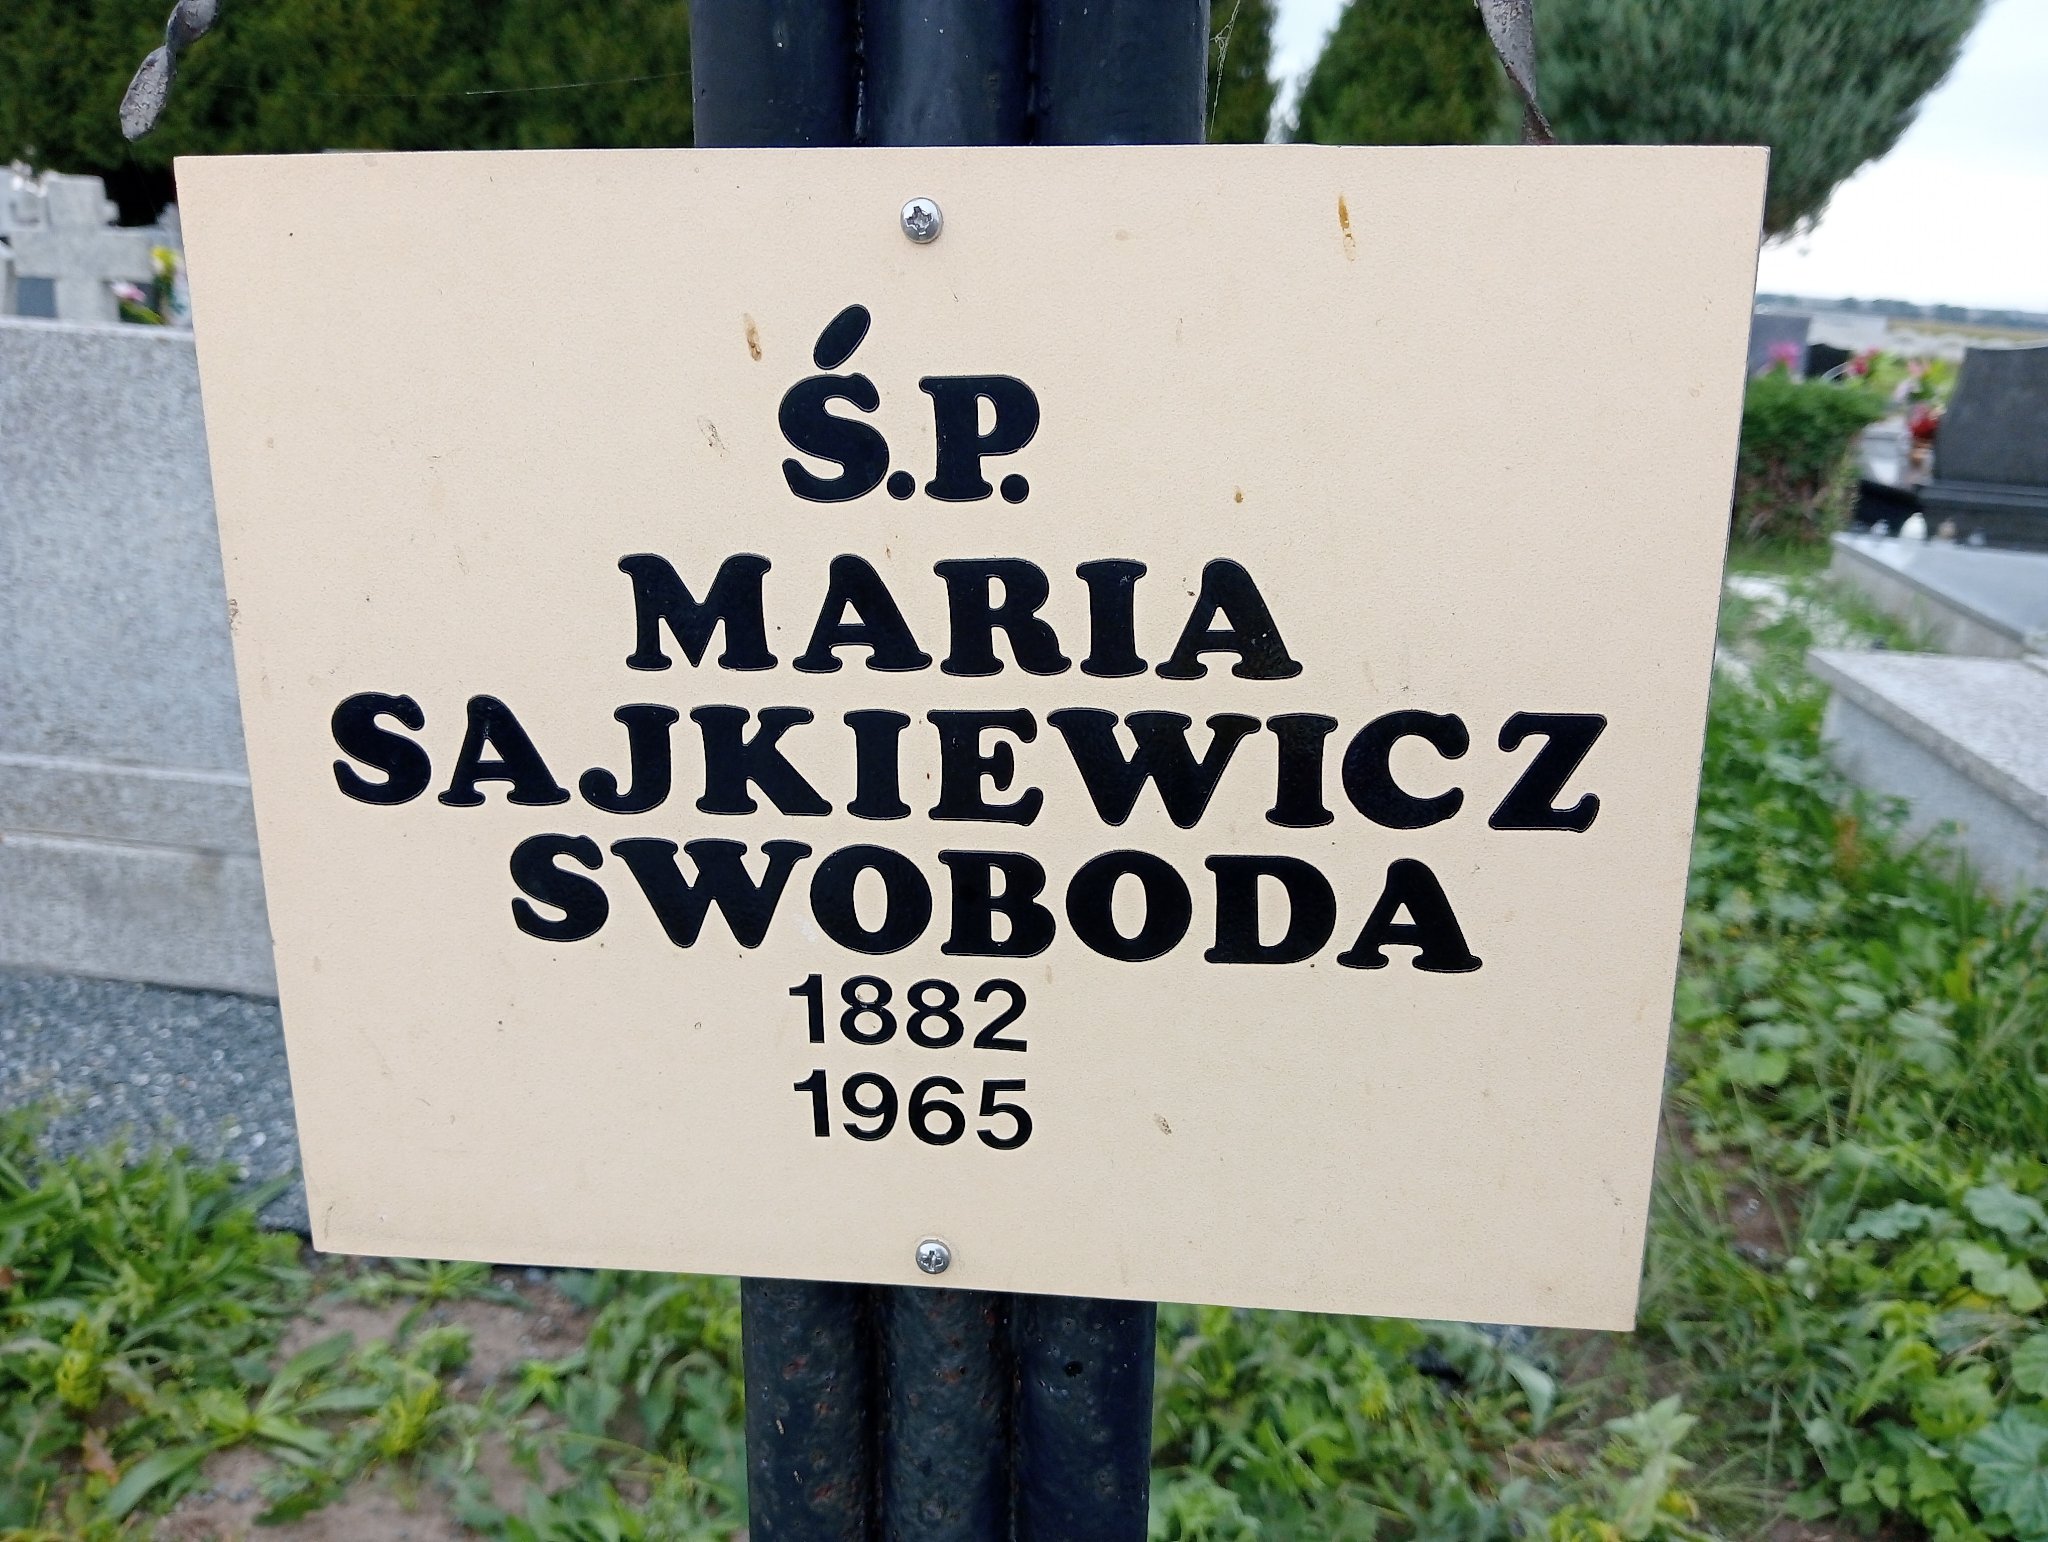 Ś.P.
MARIA
SAJKIEWICZ
SWOBODA
1882
1965